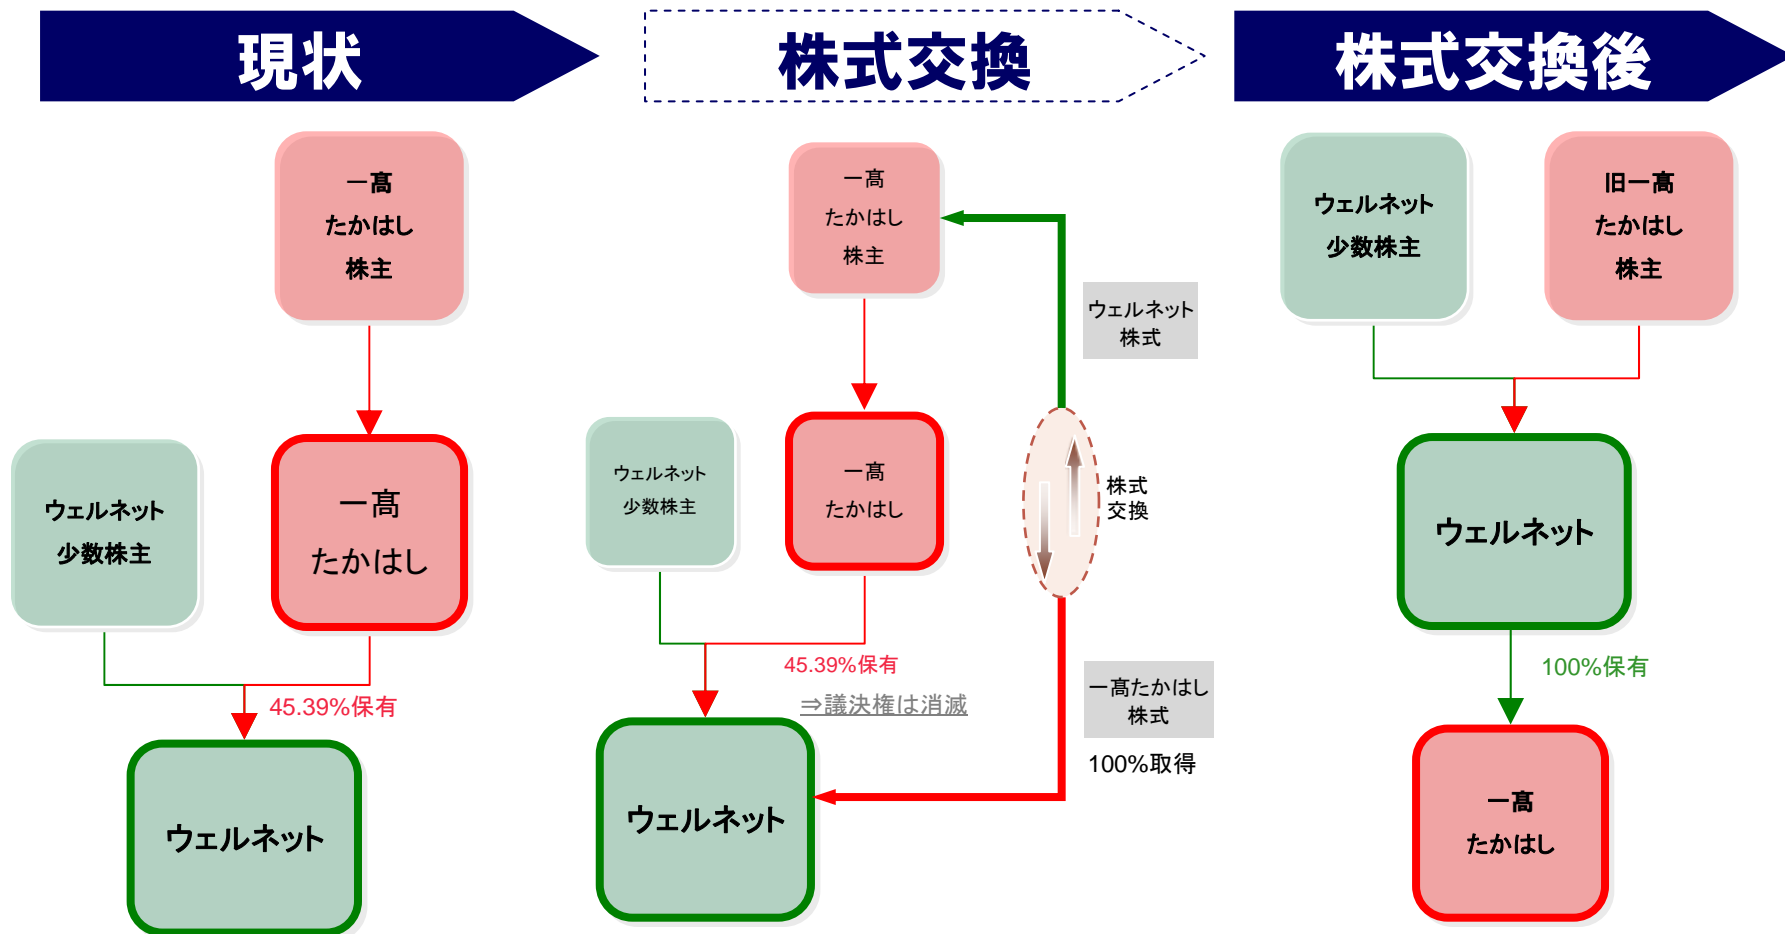 現状
一髙
たかはし
株主
ウェルネット
少数株主
一髙
たかはし
45.39%保有
ウェルネット
株式交換
一髙
たかはし
株主
ウェルネット
株式
ウェルネット
少数株主
一髙
たかはし
株式
交換
45.39%保有
⇒議決権は消滅
一髙たかはし
株式
100%取得
ウェルネット
株式交換後
ウェルネット
少数株主
旧一髙
たかはし
株主
ウェルネット
100%保有
一髙
たかはし